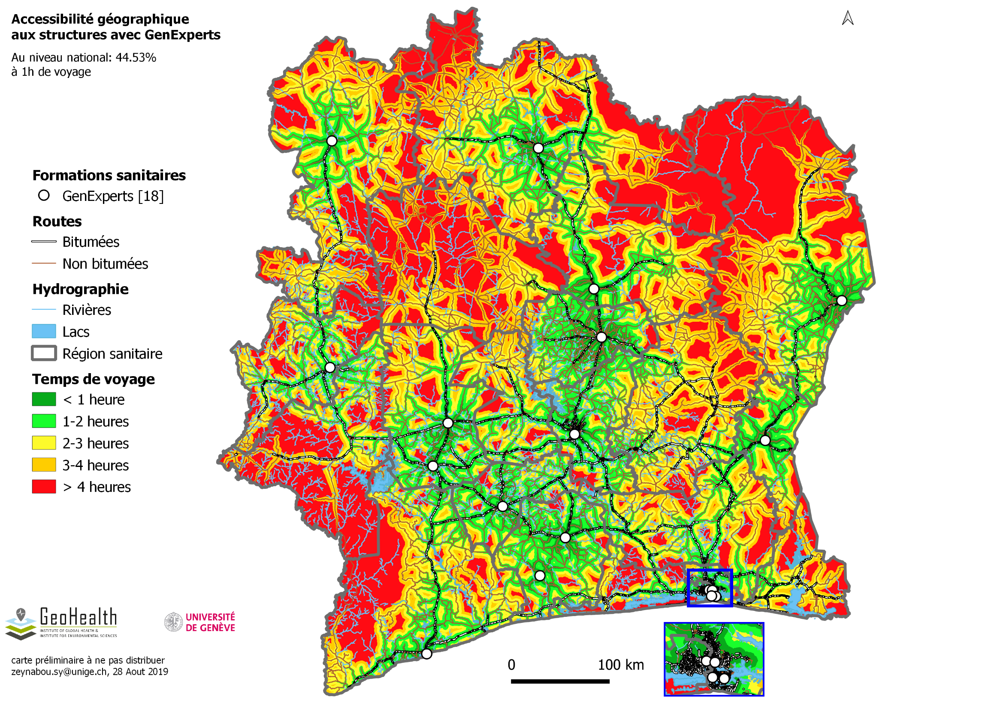 Accessibilité géographique
aux structures avec GenExperts
Au niveau national: 44.53%
à 1h de voyage
Formations sanitaires
GenExperts [18]
Routes
Bitumées
Non bitumées
Hydrographie
Rivières
Lacs
Région sanitaire
Temps de voyage
< 1 heure
1-2 heures
2-3 heures
3-4 heures
> 4 heures
GeoHealth
INSTITUTE OF GLOBAL HEALTH &
INSTITUTE FOR ENVIRONMENTAL SCIENCES
UNIVERSITÉ
DE GENÈVE
carte préliminaire à ne pas distribuer
zeynabou.sy@unige.ch, 28 Aout 2019
0 100 km